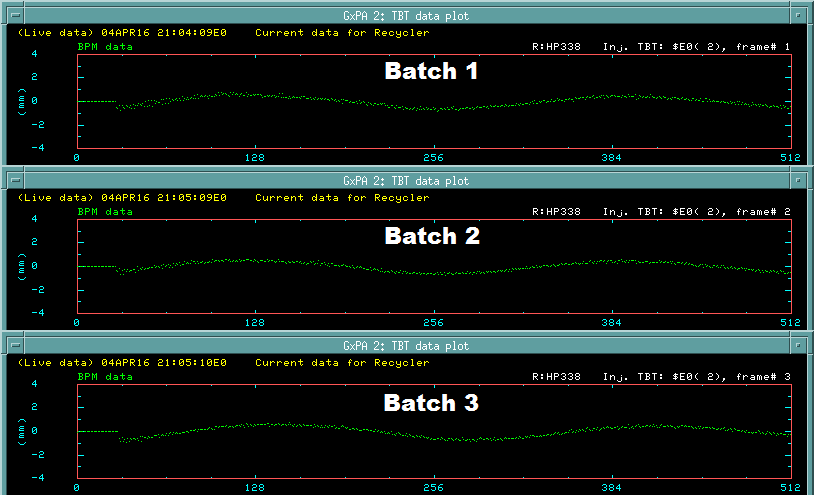 GxPA 2: TBT data plot
(Live data) 04APR16 21:04:09E0 Current data for Recycler
BPM data R:HP338 Inj. TBT: $E0( 2), frame# 1
Batch 1
4
2
0
-2
-4
(mm)
0 128 256 384 512
GxPA 2: TBT data plot
(Live data) 04APR16 21:05:09E0 Current data for Recycler
BPM data R:HP338 Inj. TBT: $E0( 2), frame# 2
Batch 2
4
2
0
-2
-4
(mm)
0 128 256 384 512
GxPA 2: TBT data plot
(Live data) 04APR16 21:05:10E0 Current data for Recycler
BPM data R:HP338 Inj. TBT: $E0( 2), frame# 3
Batch 3
4
2
0
-2
-4
(mm)
0 128 256 384 512